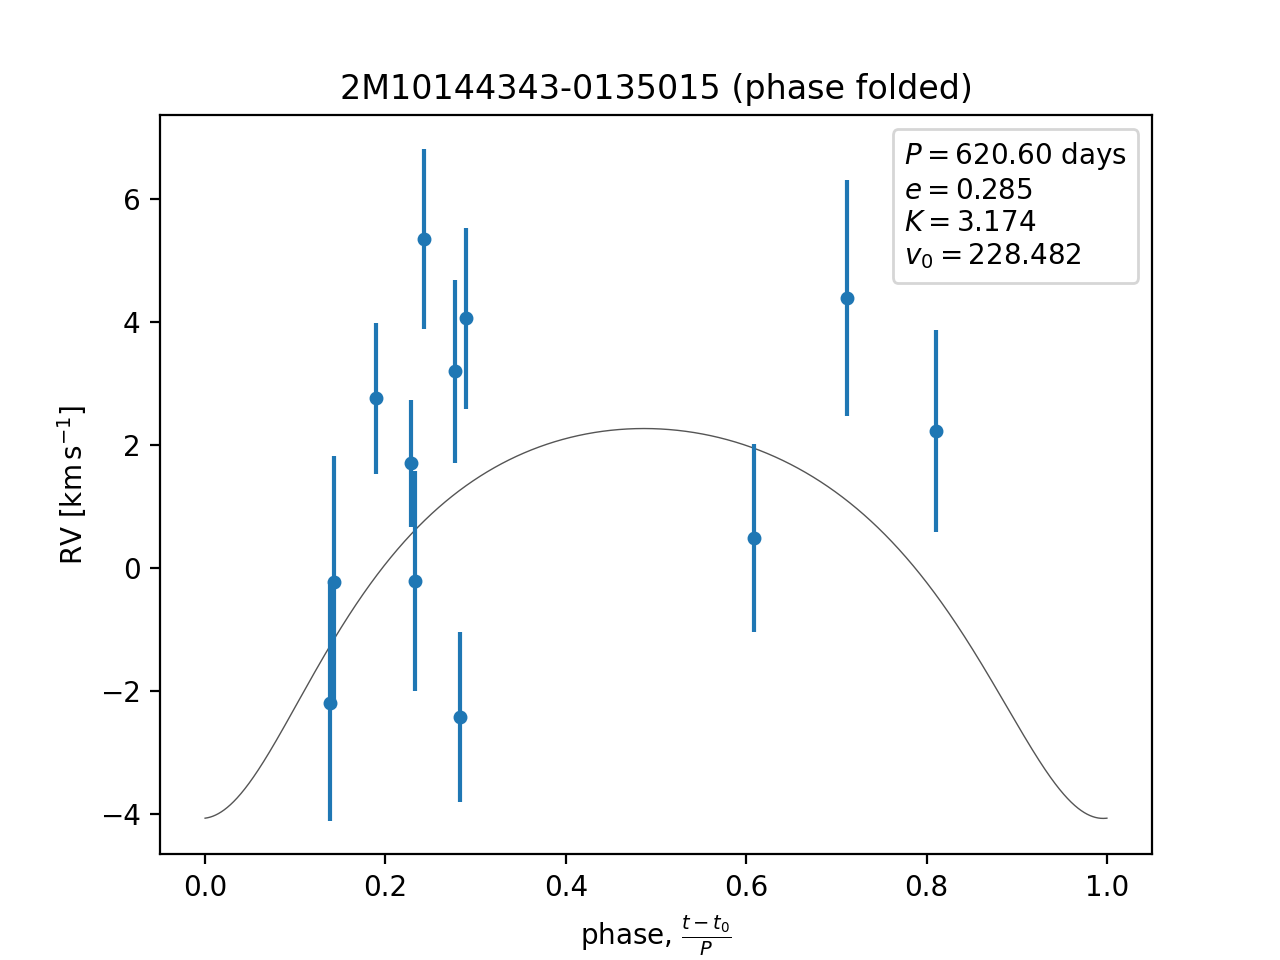 2M10144343-0135015 (phase folded)
P = 620.60 days
e = 0.285
K = 3.174
v₀ = 228.482
RV [km s⁻¹]
6
4
2
0
−2
−4
0.0 0.2 0.4 0.6 0.8 1.0
phase, (t − t₀)/P